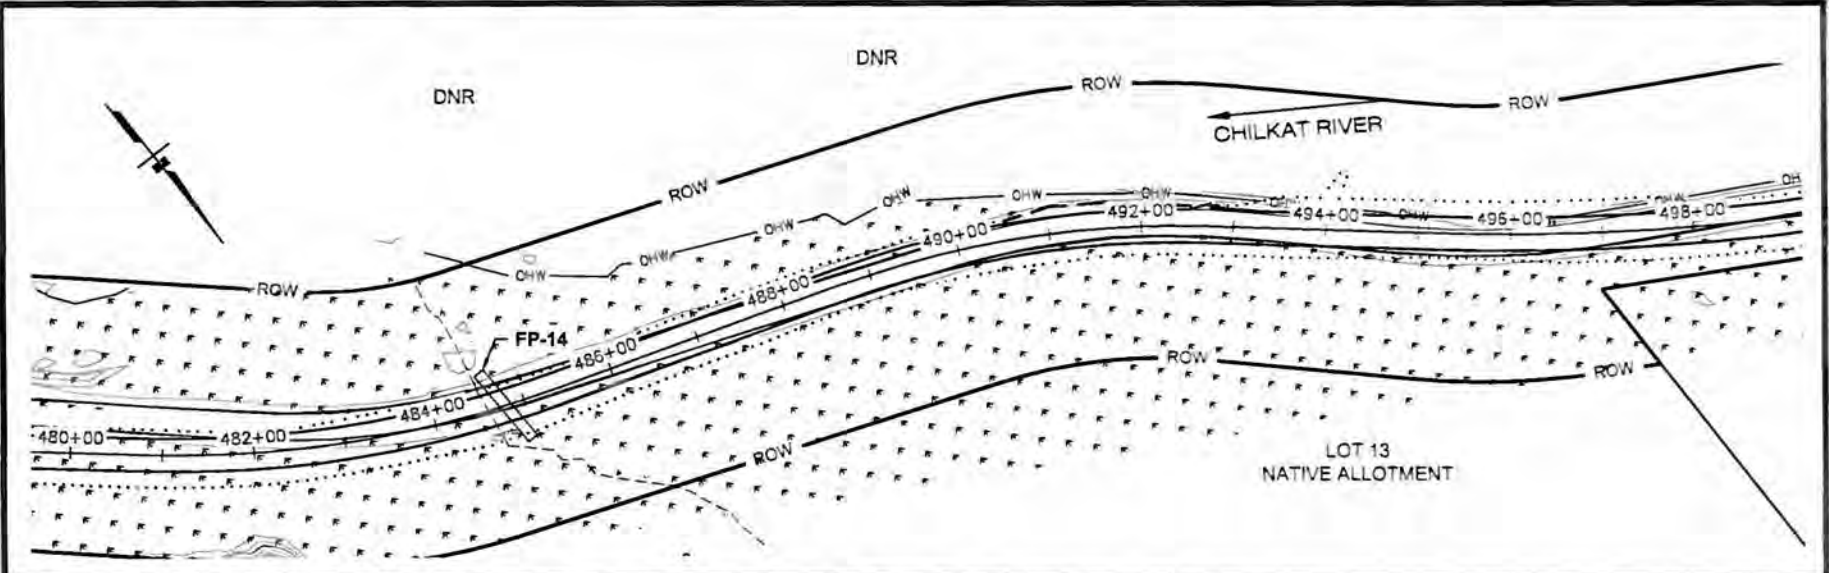 DNR
DNR
ROW
ROW
CHILKAT RIVER
ROW
ROW
OHW
OHW
OHW
OHW
OHW
OHW
OHW
OHW
OHW
OH
492+00
494+00
496+00
498+00
490+00
488+00
486+00
FP-14
484+00
482+00
480+00
ROW
ROW
ROW
LOT 13
NATIVE ALLOTMENT